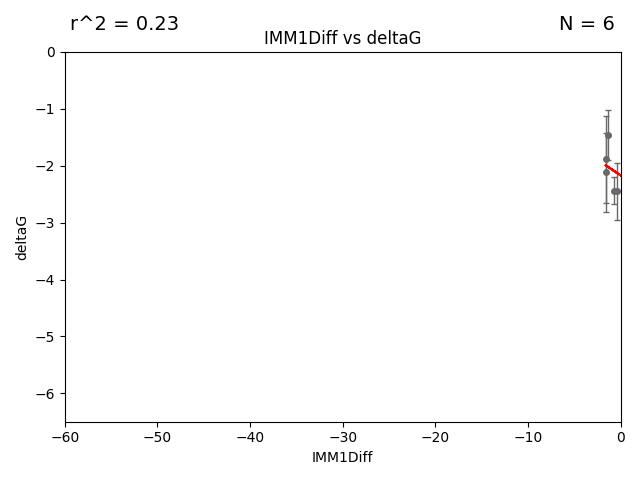 r^2 = 0.23
N = 6
IMM1Diff vs deltaG
0
−1
−2
−3
−4
−5
−6
deltaG
−60 −50 −40 −30 −20 −10 0
IMM1Diff